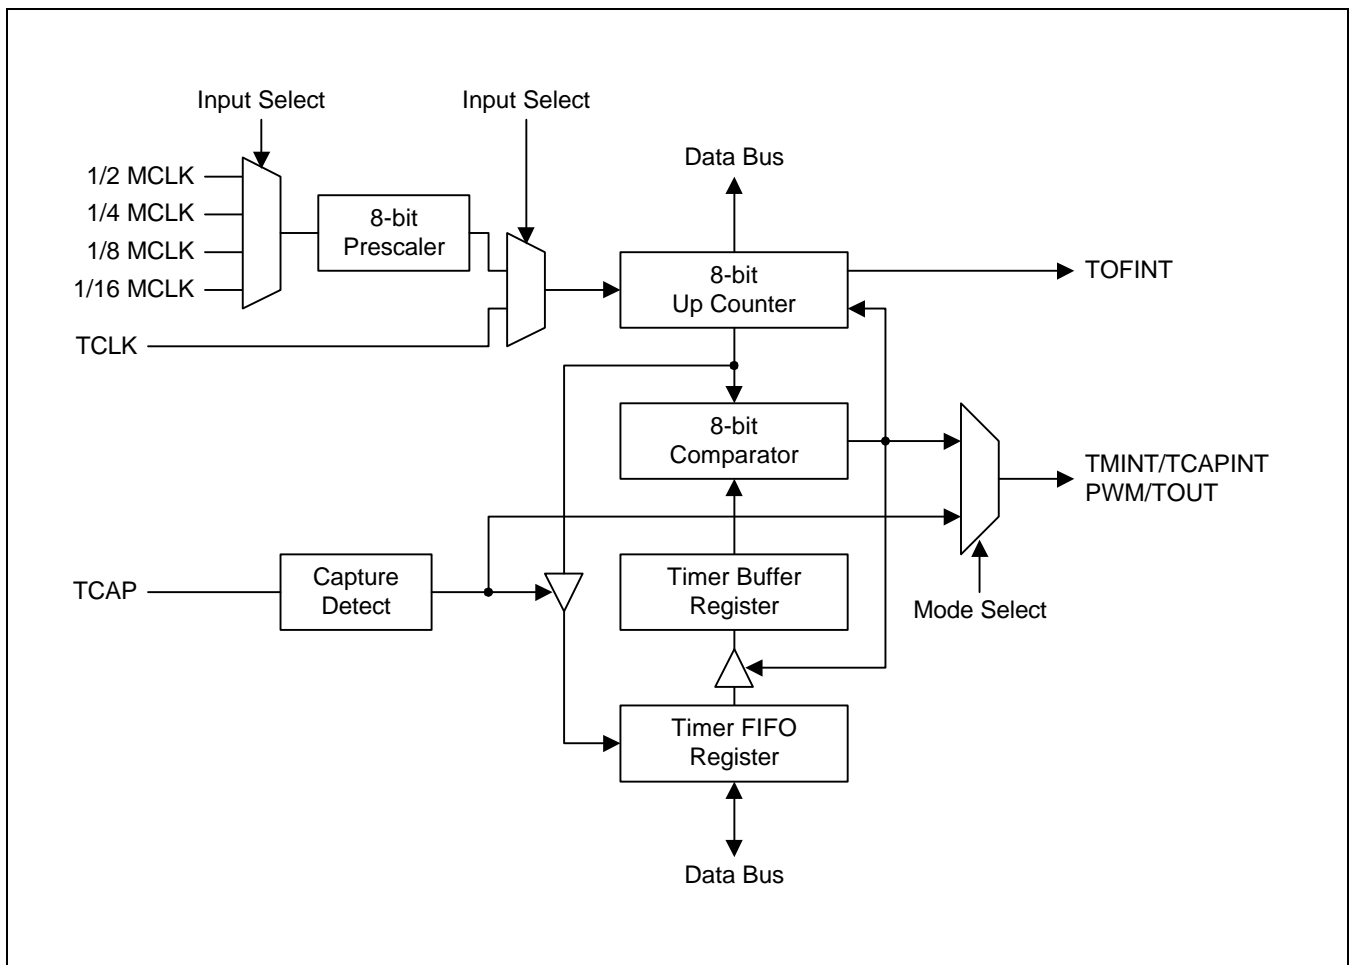 Input Select
Input Select
1/2 MCLK
1/4 MCLK
1/8 MCLK
1/16 MCLK
TCLK
8-bit
Prescaler
Data Bus
8-bit
Up Counter
TOFINT
8-bit
Comparator
TMINT/TCAPINT
PWM/TOUT
TCAP
Capture
Detect
Timer Buffer
Register
Mode Select
Timer FIFO
Register
Data Bus